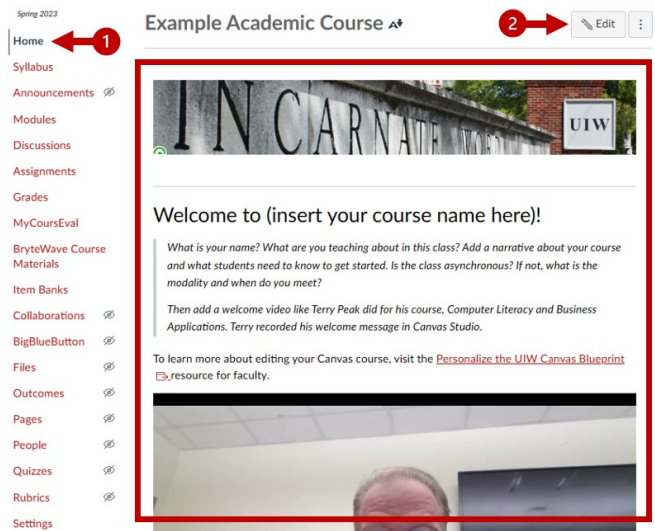 Spring 2023
Home
1
Syllabus
Announcements
Modules
Discussions
Assignments
Grades
MyCoursEval
BryteWave Course
Materials
Item Banks
Collaborations
BigBlueButton
Files
Outcomes
Pages
People
Quizzes
Rubrics
Settings
Example Academic Course
2
Edit
INCARNATE WORD
UIW
Welcome to (insert your course name here)!
What is your name? What are you teaching about in this class? Add a narrative about your course
and what students need to know to get started. Is the class asynchronous? If not, what is the
modality and when do you meet?
Then add a welcome video like Terry Peak did for his course, Computer Literacy and Business
Applications. Terry recorded his welcome message in Canvas Studio.
To learn more about editing your Canvas course, visit the Personalize the UIW Canvas Blueprint
resource for faculty.